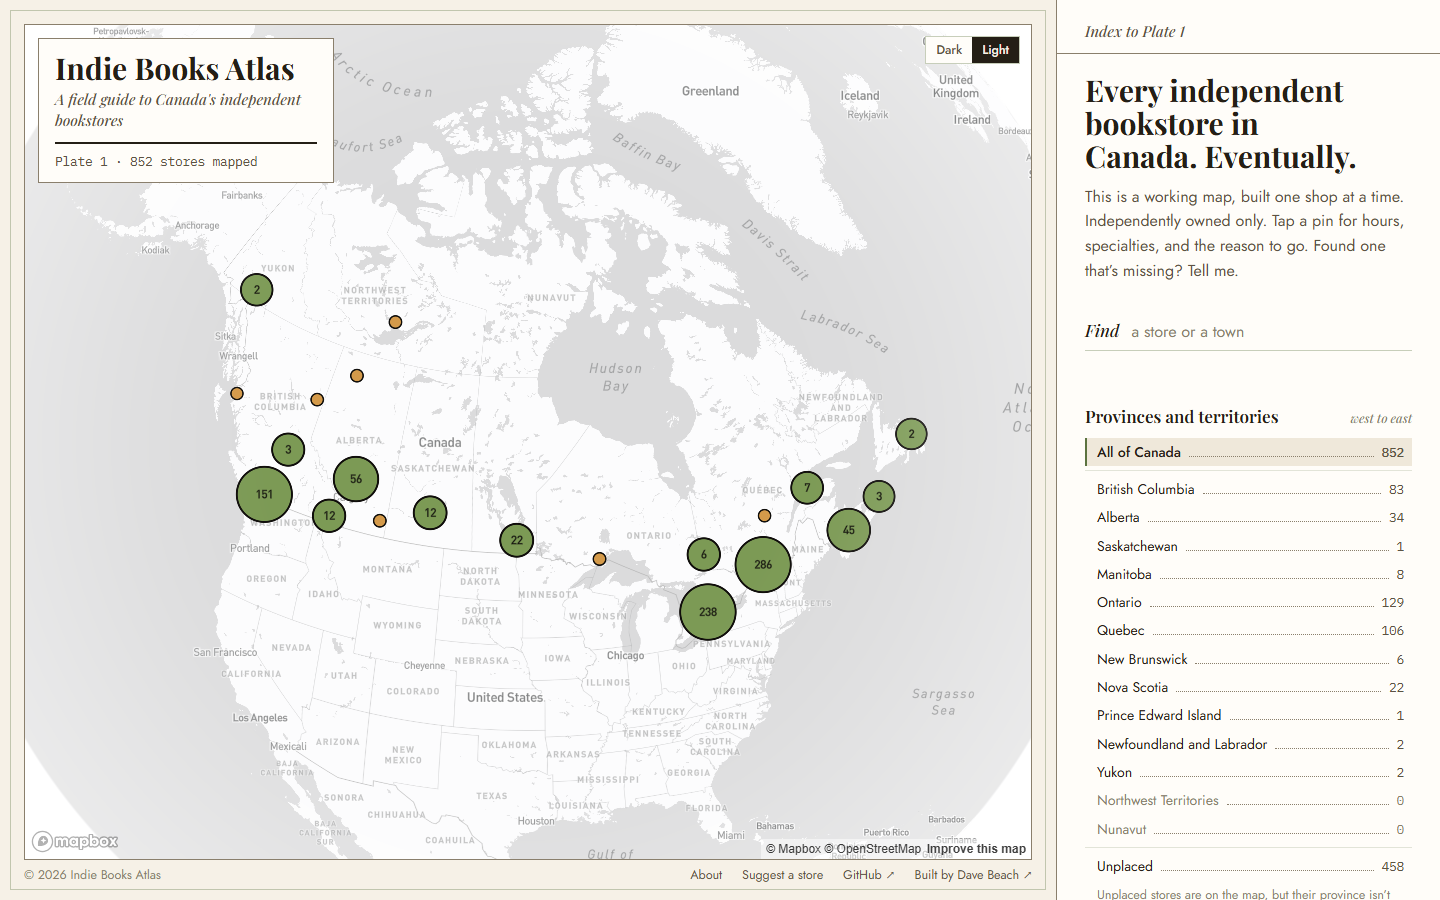 Indie Books Atlas
A field guide to Canada's independent
bookstores
Plate 1 · 852 stores mapped
Dark
Light
Petropavlovsk-
Arctic Ocean
Greenland
Iceland
Reykjavik
United
Kingdom
Ireland
Baffin Bay
Fairbanks
Anchorage
Kodiak
YUKON
2
NORTHWEST
TERRITORIES
NUNAVUT
Davis Strait
Labrador Sea
Sitka
Wrangell
BRITISH
COLUMBIA
Hudson
Bay
NEWFOUNDLAND
AND
LABRADOR
ALBERTA
Canada
SASKATCHEWAN
3
2
56
151
12
12
22
QUÉBEC
7
3
45
ONTARIO
6
286
MAINE
238
Portland
MONTANA
NORTH
DAKOTA
OREGON
IDAHO
MINNESOTA
SOUTH
DAKOTA
WISCONSIN
MASSACHUSETTS
WYOMING
San Francisco
NEVADA
Cheyenne
NEBRASKA
IOWA
Chicago
OHIO
PENNSYLVANIA
MARYLAND
CALIFORNIA
UTAH
COLORADO
United States
ILLINOIS
VIRGINIA
Sargasso
Sea
Los Angeles
KENTUCKY
NORTH
CAROLINA
TENNESSEE
Mexicali
ARIZONA
NEW
MEXICO
OKLAHOMA
ARKANSAS
SOUTH
CAROLINA
BAJA
CALIFORNIA
MISSISSIPPI
GEORGIA
SONORA
TEXAS
LOUISIANA
FLORIDA
CHIHUAHUA
Houston
BAJA
CALIFORNIA
SUR
COAHUILA
Miami
Bahamas
Puerto Rico
Barbados
Gulf of
mapbox
© Mapbox © OpenStreetMap Improve this map
© 2026 Indie Books Atlas
About
Suggest a store
GitHub ↗
Built by Dave Beach ↗
Index to Plate 1
Every independent
bookstore in
Canada. Eventually.
This is a working map, built one shop at a time.
Independently owned only. Tap a pin for hours,
specialties, and the reason to go. Found one
that's missing? Tell me.
Find a store or a town
Provinces and territories west to east
All of Canada 852
British Columbia 83
Alberta 34
Saskatchewan 1
Manitoba 8
Ontario 129
Quebec 106
New Brunswick 6
Nova Scotia 22
Prince Edward Island 1
Newfoundland and Labrador 2
Yukon 2
Northwest Territories 0
Nunavut 0
Unplaced 458
Unplaced stores are on the map, but their province isn't